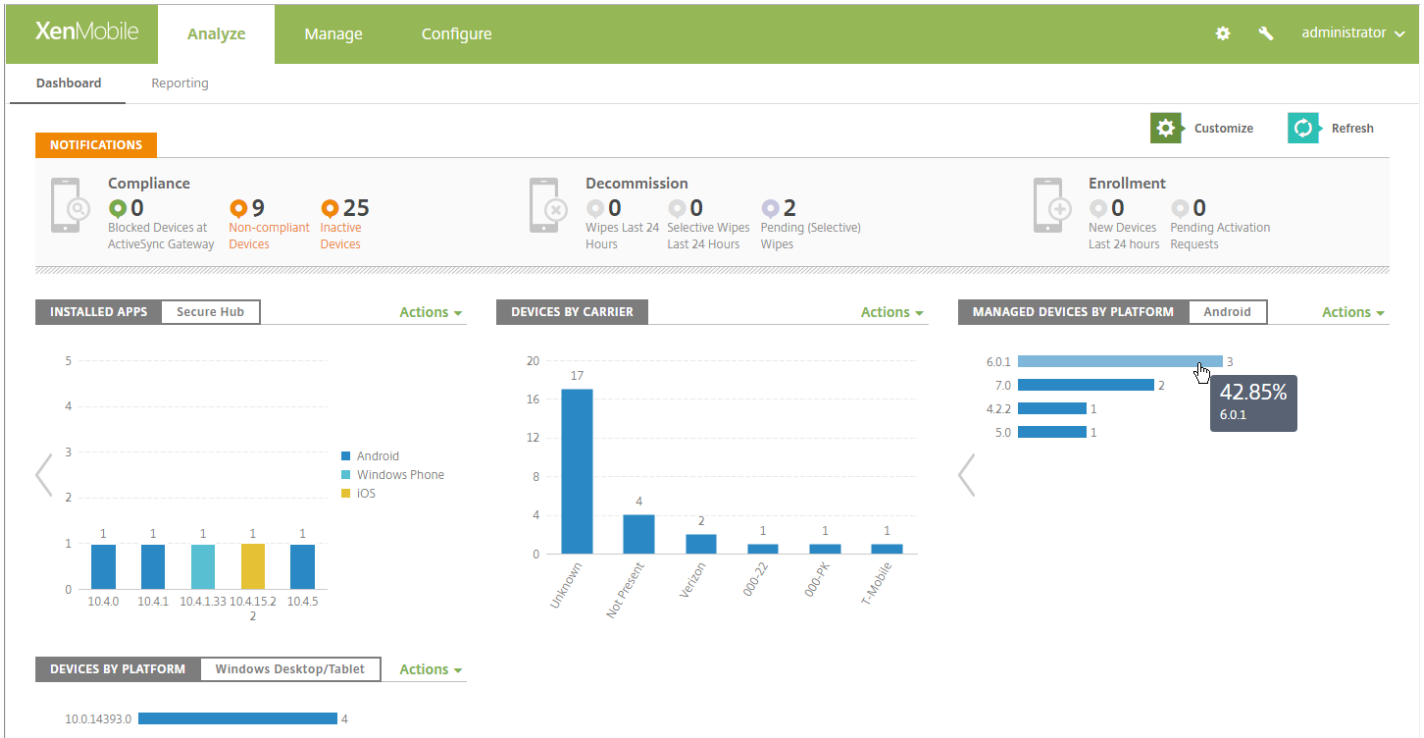 XenMobile Analyze Manage Configure administrator
Dashboard Reporting
Customize Refresh
NOTIFICATIONS
Compliance
0 9 25
Blocked Devices at Non-compliant Inactive
ActiveSync Gateway Devices Devices
Decommission
0 0 2
Wipes Last 24 Selective Wipes Pending (Selective)
Hours Last 24 Hours Wipes
Enrollment
0 0
New Devices Pending Activation
Last 24 hours Requests
INSTALLED APPS Secure Hub Actions
5
4
3
2
1
0
1 1 1 1 1
10.4.0 10.4.1 10.4.1.33 10.4.15.2 10.4.5
2
Android
Windows Phone
iOS
DEVICES BY CARRIER Actions
20
16
12
8
4
0
17 4 2 1 1 1
Unknown Not Present Verizon 000-22 000-PK T-Mobile
MANAGED DEVICES BY PLATFORM Android Actions
6.0.1 3
7.0 2
4.2.2 1
5.0 1
42.85%
6.0.1
DEVICES BY PLATFORM Windows Desktop/Tablet Actions
10.0.14393.0 4